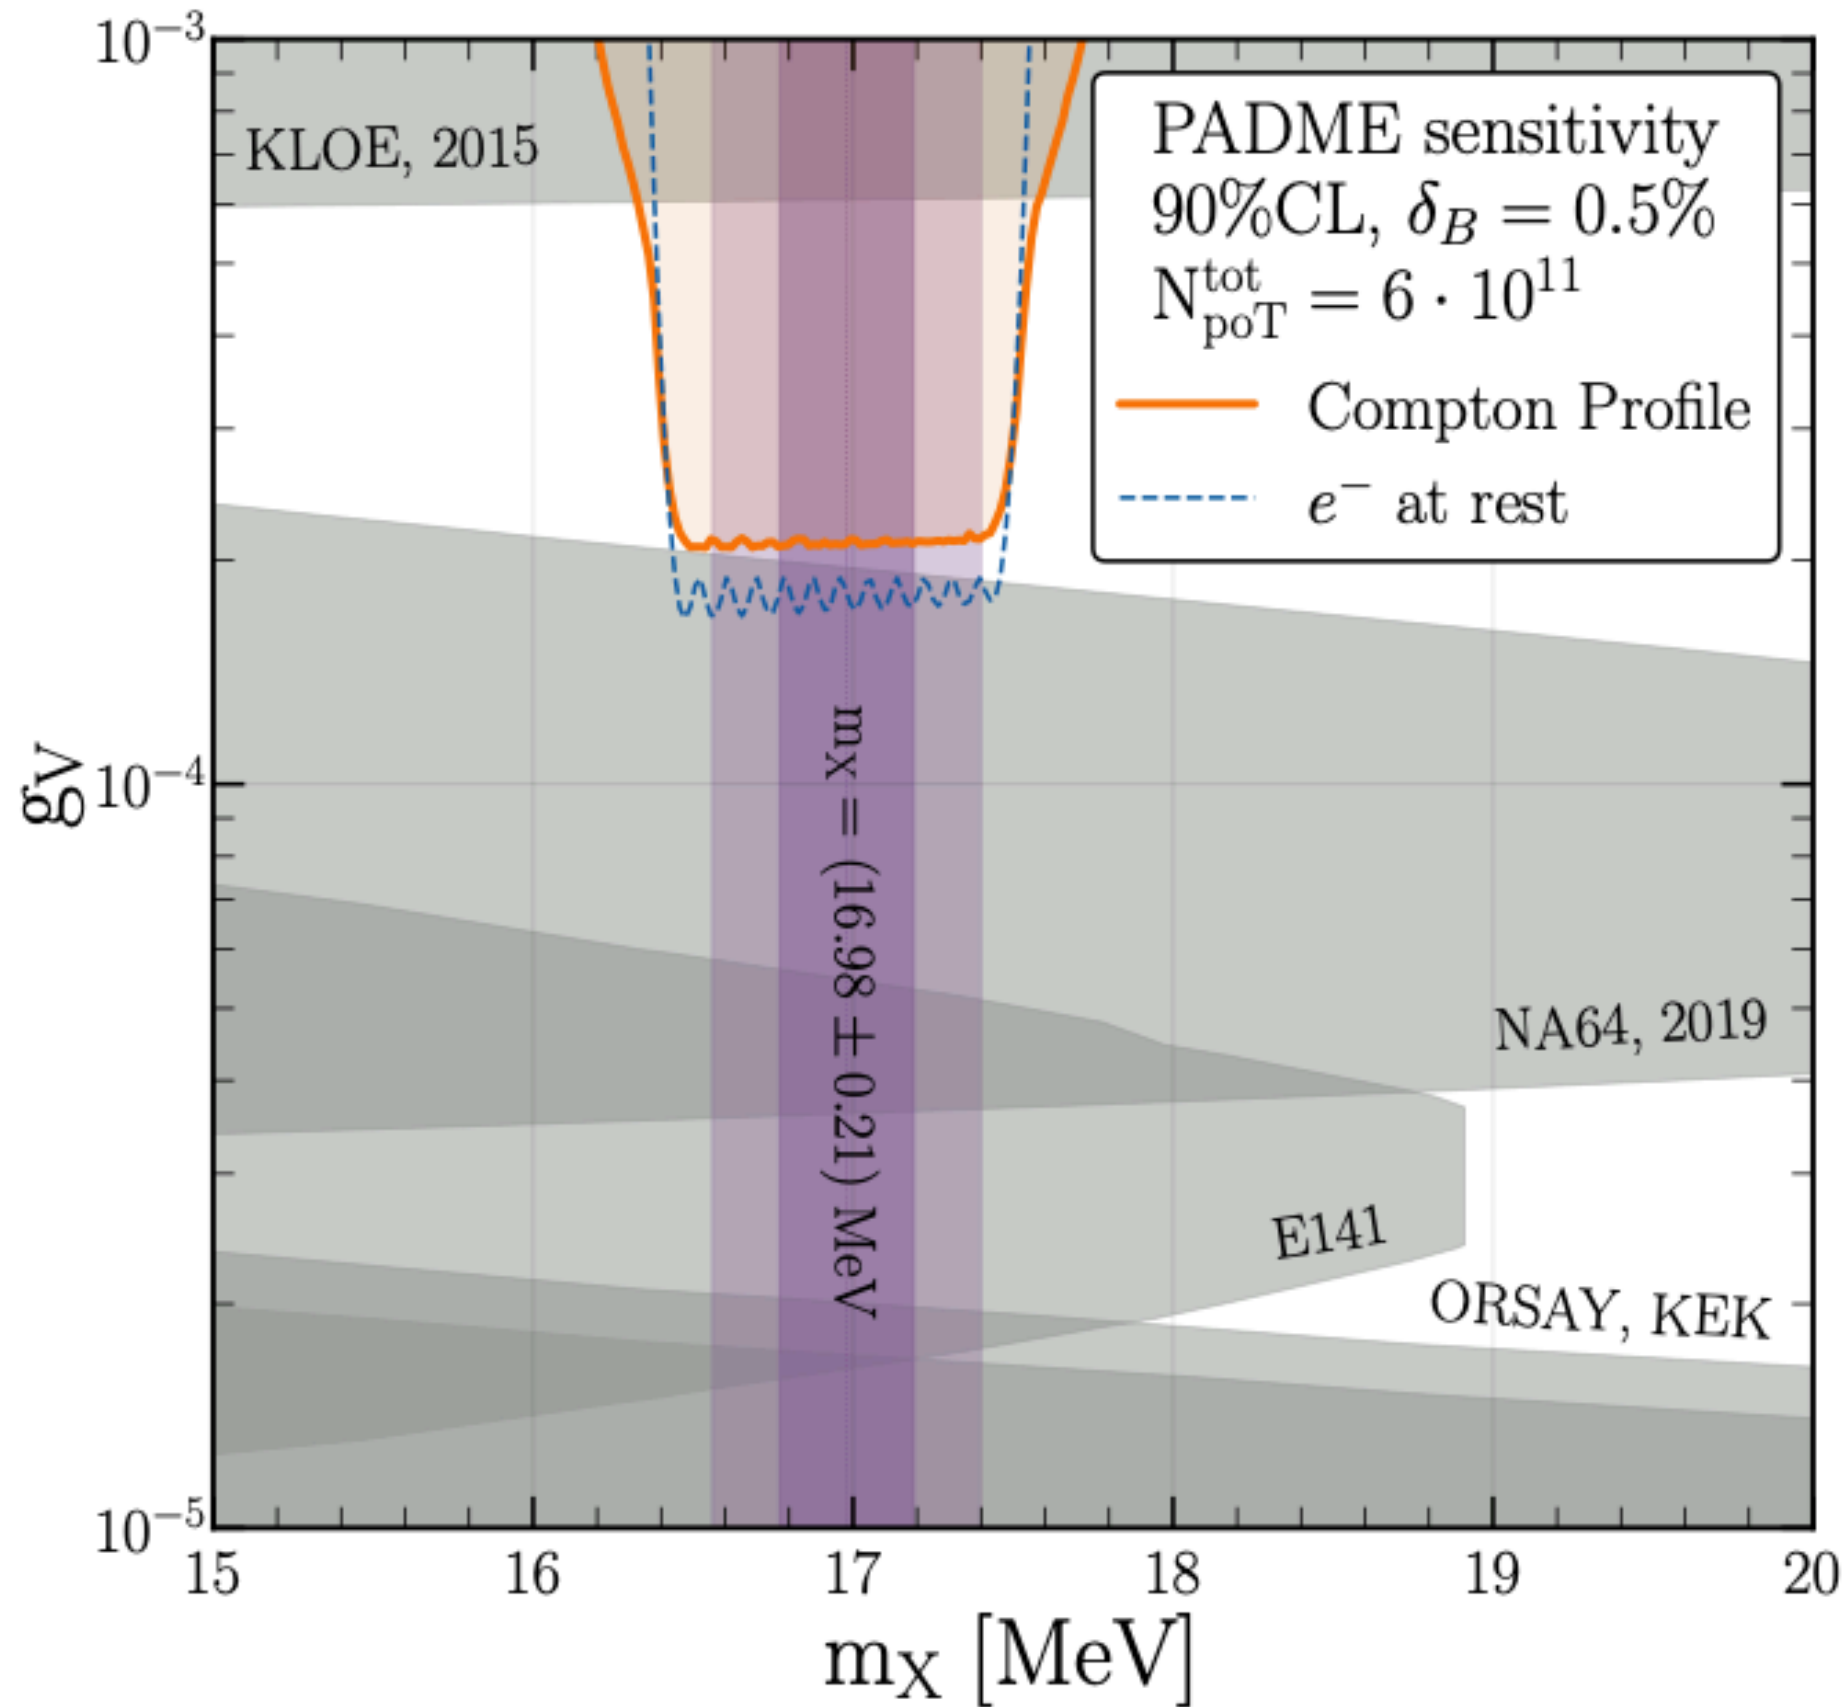 10⁻³
10⁻⁴
10⁻⁵
g_V
KLOE, 2015
PADME sensitivity
90%CL, δ_B = 0.5%
N_poT^tot = 6 · 10¹¹
Compton Profile
e⁻ at rest
m_X = (16.98 ± 0.21) MeV
NA64, 2019
E141
ORSAY, KEK
15 16 17 18 19 20
m_X [MeV]